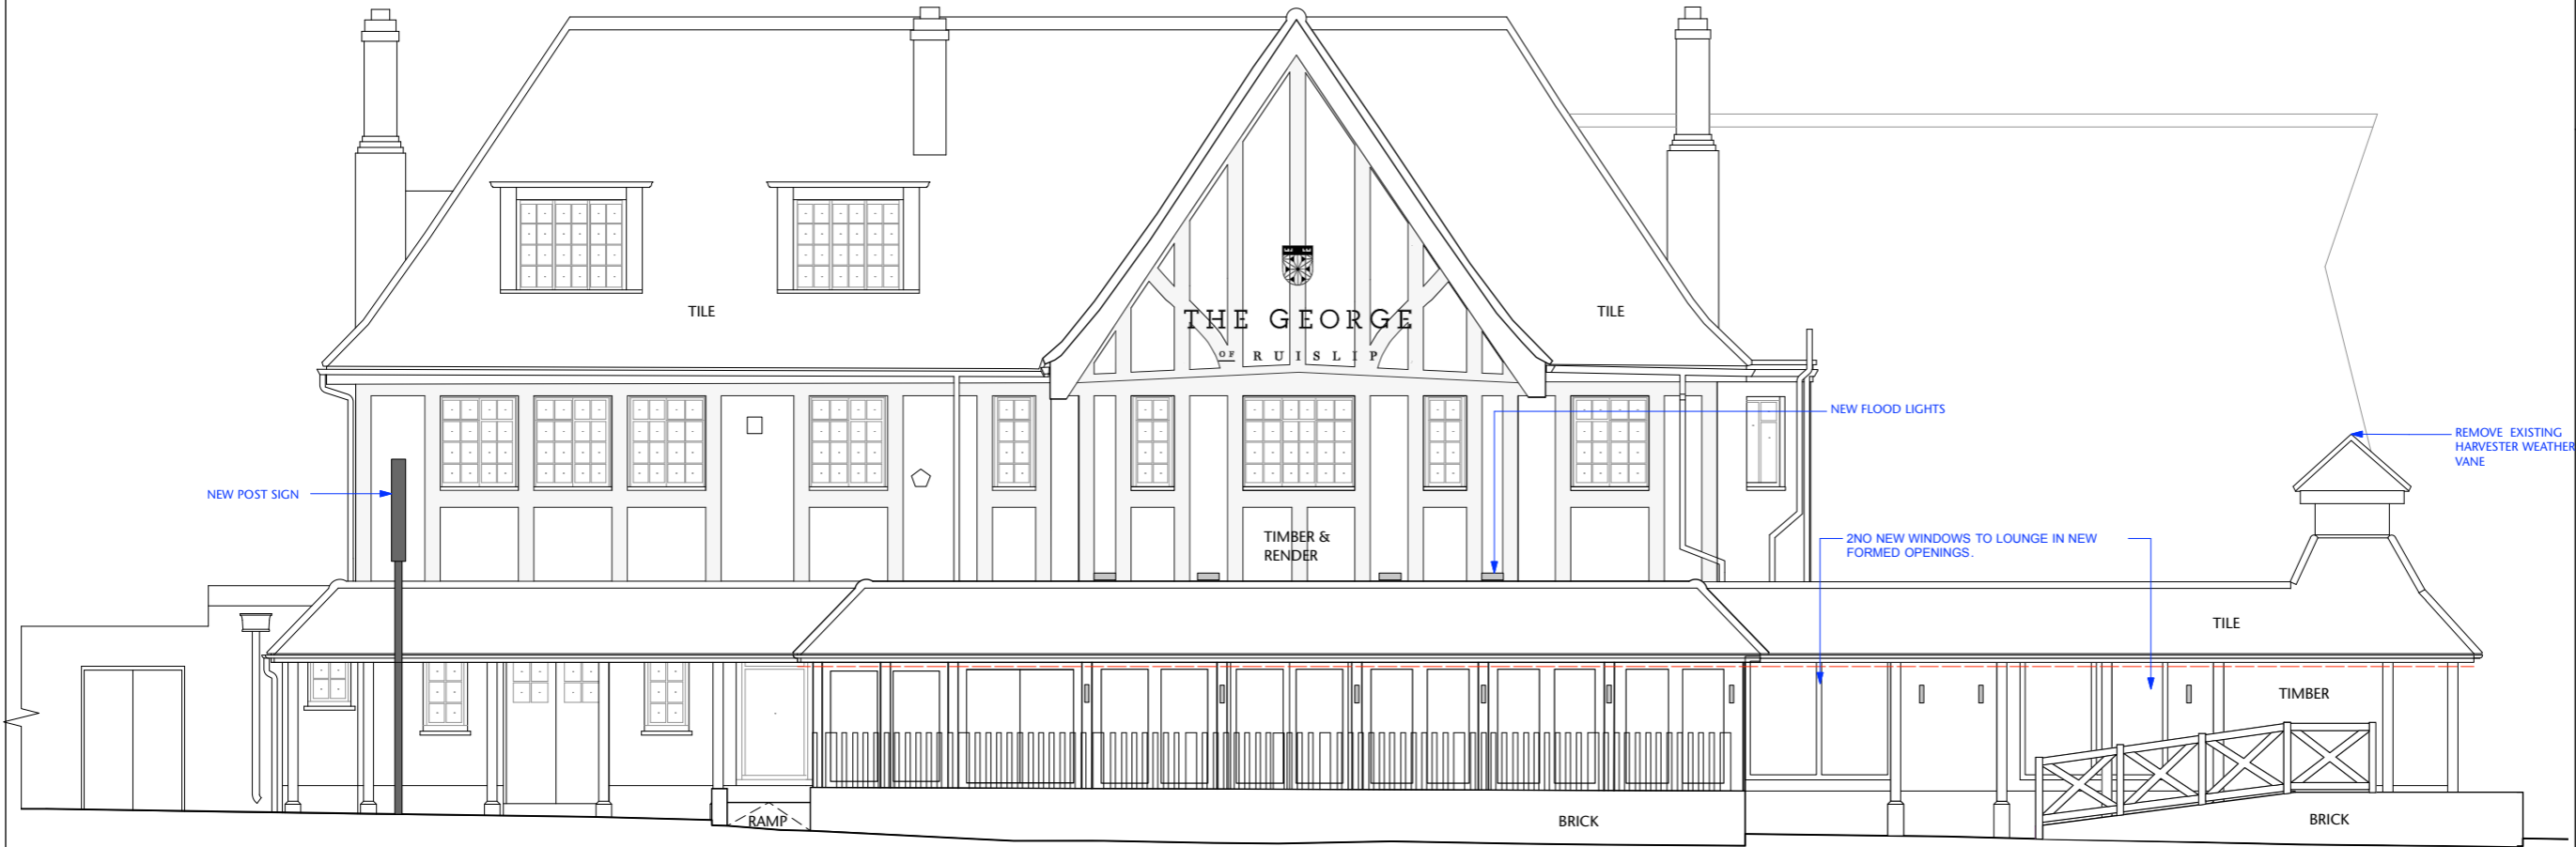 TILE
TILE
THE GEORGE
OF RUISLIP
NEW FLOOD LIGHTS
REMOVE EXISTING
HARVESTER WEATHER
VANE
NEW POST SIGN
TIMBER &
RENDER
2NO NEW WINDOWS TO LOUNGE IN NEW
FORMED OPENINGS.
TILE
TIMBER
RAMP
BRICK
BRICK